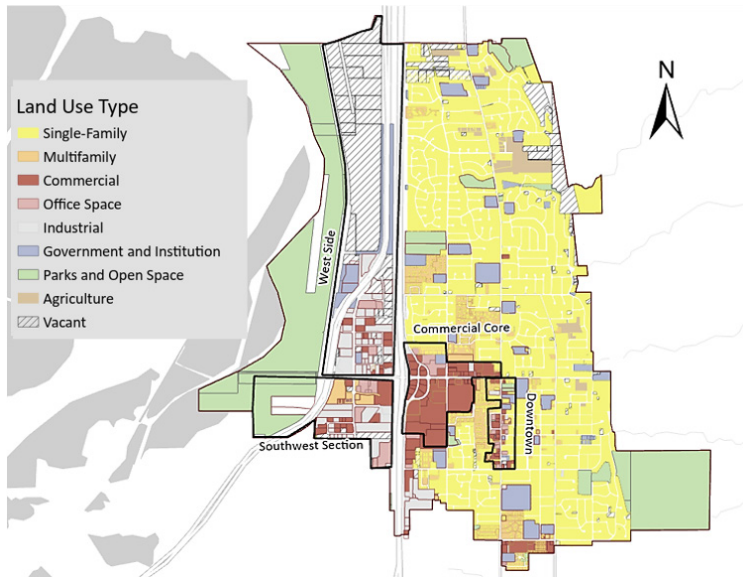 Land Use Type
Single-Family
Multifamily
Commercial
Office Space
Industrial
Government and Institution
Parks and Open Space
Agriculture
Vacant
N
West Side
Commercial Core
Downtown
Southwest Section